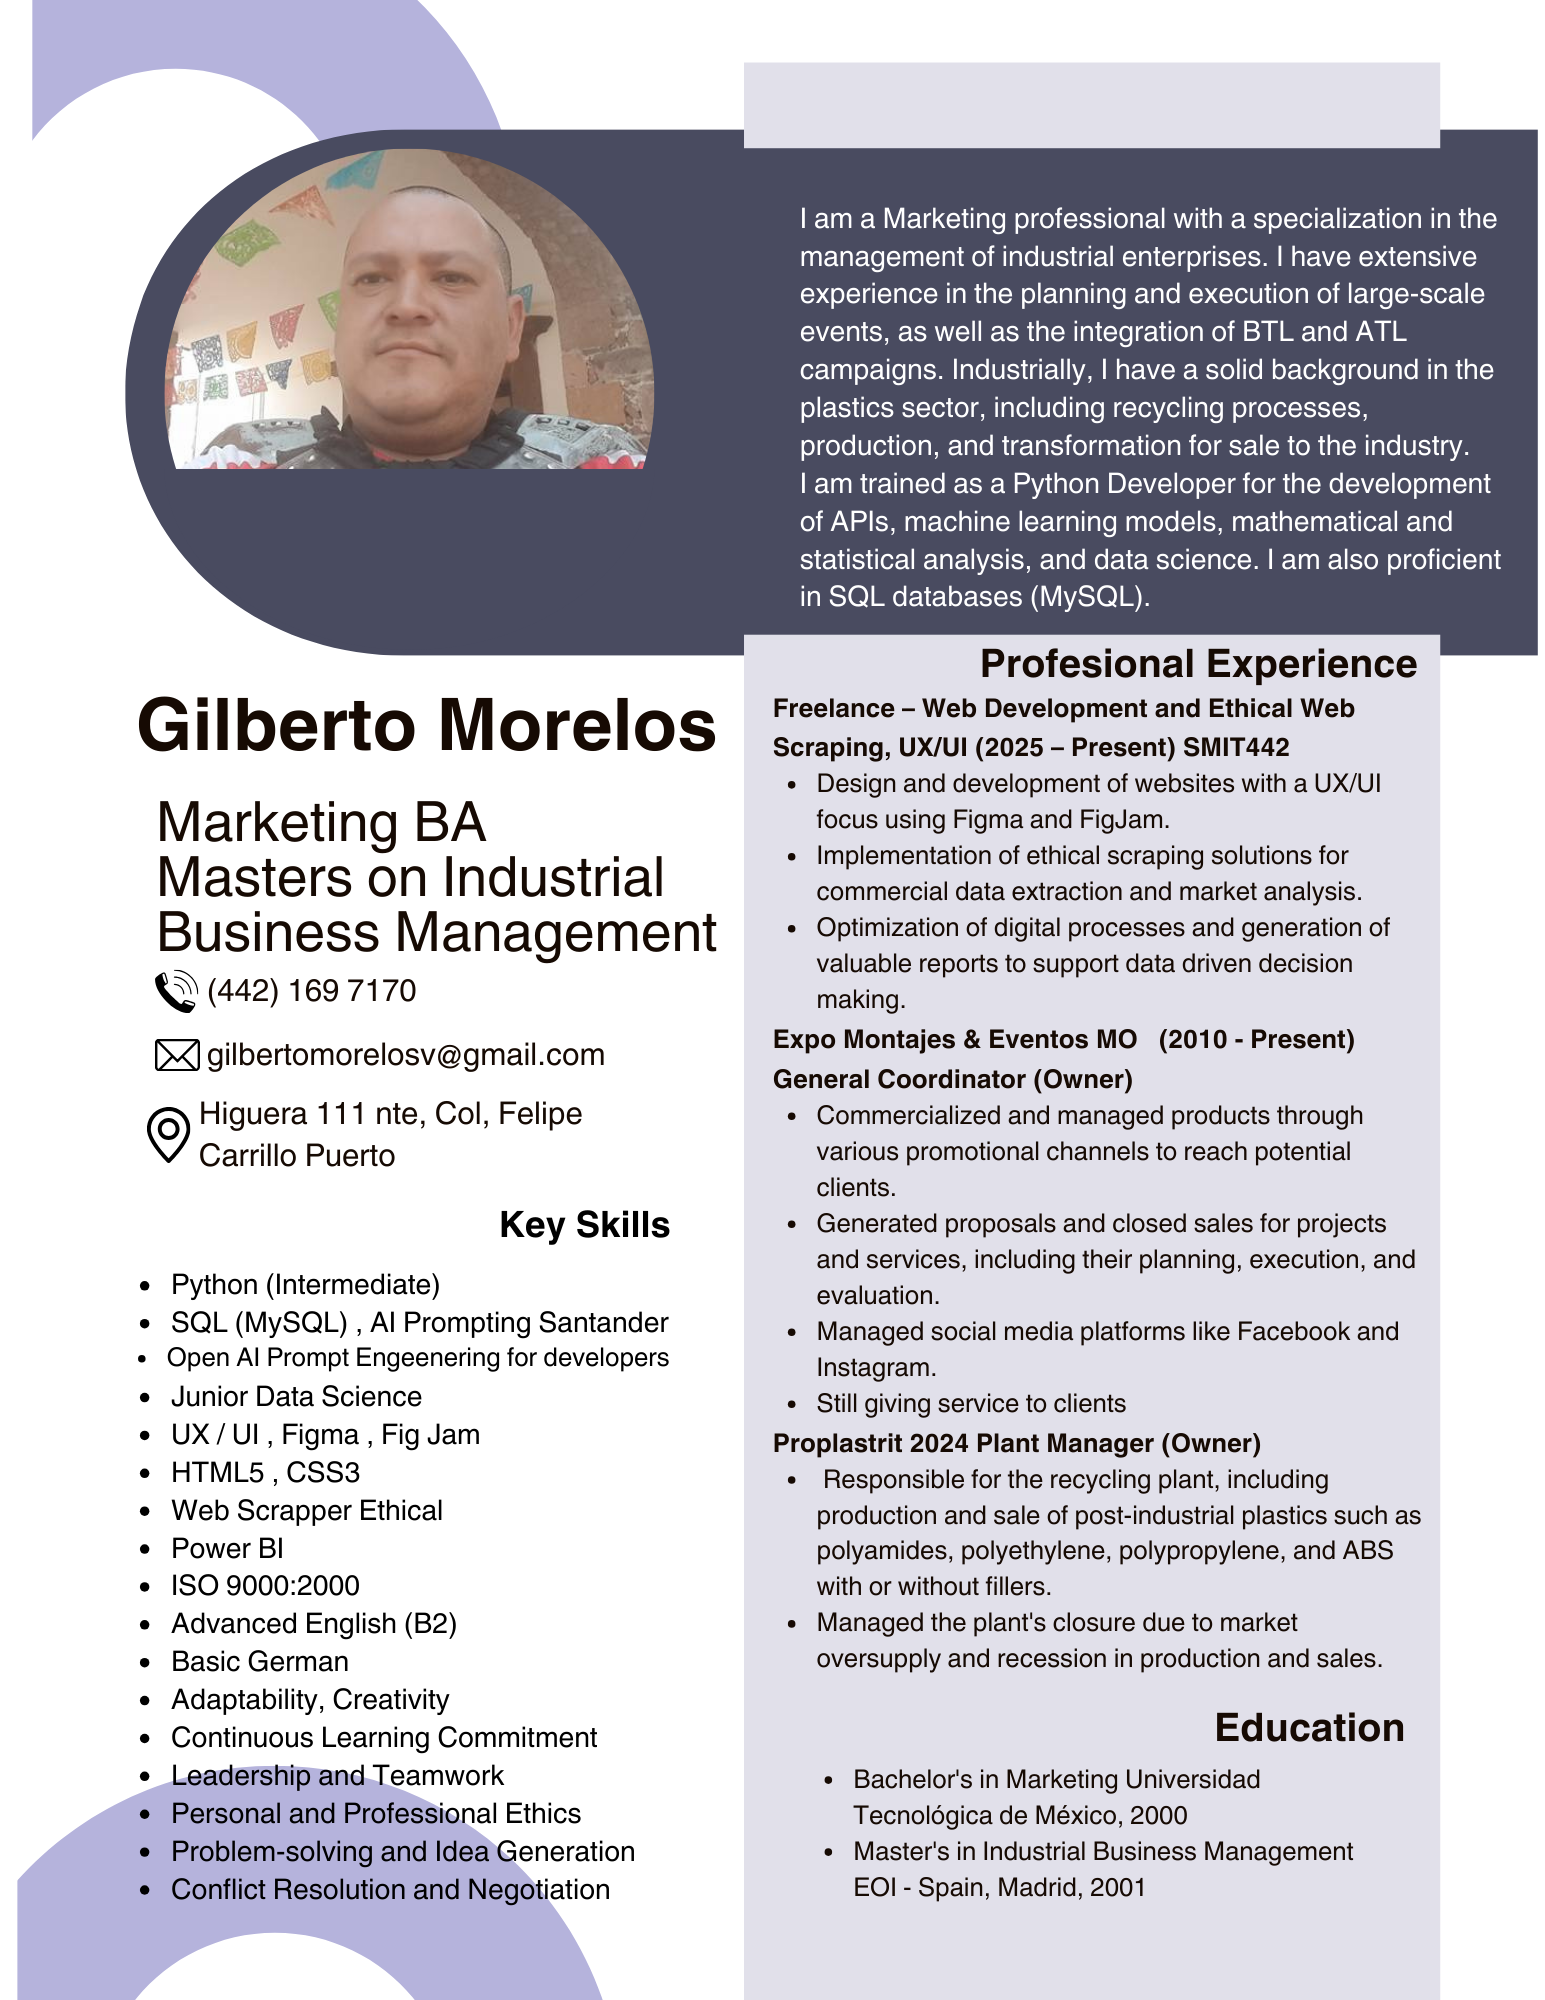 I am a Marketing professional with a specialization in the
management of industrial enterprises. I have extensive
experience in the planning and execution of large-scale
events, as well as the integration of BTL and ATL
campaigns. Industrially, I have a solid background in the
plastics sector, including recycling processes,
production, and transformation for sale to the industry.
I am trained as a Python Developer for the development
of APIs, machine learning models, mathematical and
statistical analysis, and data science. I am also proficient
in SQL databases (MySQL).
Gilberto Morelos
Marketing BA
Masters on Industrial
Business Management
(442) 169 7170
gilbertomorelosv@gmail.com
Higuera 111 nte, Col, Felipe
Carrillo Puerto
Key Skills
• Python (Intermediate)
• SQL (MySQL) , AI Prompting Santander
• Open AI Prompt Engeenering for developers
• Junior Data Science
• UX / UI , Figma , Fig Jam
• HTML5 , CSS3
• Web Scrapper Ethical
• Power BI
• ISO 9000:2000
• Advanced English (B2)
• Basic German
• Adaptability, Creativity
• Continuous Learning Commitment
• Leadership and Teamwork
• Personal and Professional Ethics
• Problem-solving and Idea Generation
• Conflict Resolution and Negotiation
Profesional Experience
Freelance – Web Development and Ethical Web
Scraping, UX/UI (2025 – Present) SMIT442
• Design and development of websites with a UX/UI
focus using Figma and FigJam.
• Implementation of ethical scraping solutions for
commercial data extraction and market analysis.
• Optimization of digital processes and generation of
valuable reports to support data driven decision
making.
Expo Montajes & Eventos MO (2010 - Present)
General Coordinator (Owner)
• Commercialized and managed products through
various promotional channels to reach potential
clients.
• Generated proposals and closed sales for projects
and services, including their planning, execution, and
evaluation.
• Managed social media platforms like Facebook and
Instagram.
• Still giving service to clients
Proplastrit 2024 Plant Manager (Owner)
• Responsible for the recycling plant, including
production and sale of post-industrial plastics such as
polyamides, polyethylene, polypropylene, and ABS
with or without fillers.
• Managed the plant's closure due to market
oversupply and recession in production and sales.
Education
• Bachelor's in Marketing Universidad
Tecnológica de México, 2000
• Master's in Industrial Business Management
EOI - Spain, Madrid, 2001